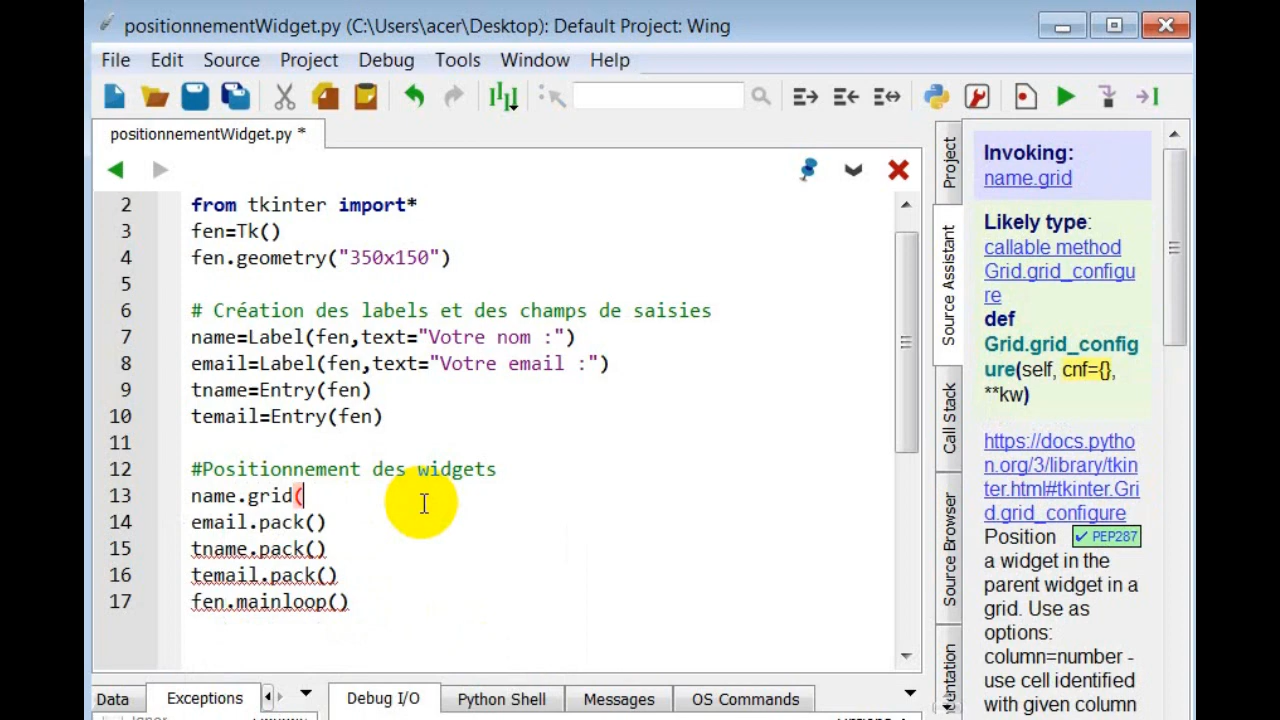 positionnementWidget.py (C:\Users\acer\Desktop): Default Project: Wing
File Edit Source Project Debug Tools Window Help
positionnementWidget.py *
2 from tkinter import*
3 fen=Tk()
4 fen.geometry("350x150")
5
6 # Création des labels et des champs de saisies
7 name=Label(fen,text="Votre nom :")
8 email=Label(fen,text="Votre email :")
9 tname=Entry(fen)
10 temail=Entry(fen)
11
12 #Positionnement des widgets
13 name.grid(
14 email.pack()
15 tname.pack()
16 temail.pack()
17 fen.mainloop()
Project
Source Assistant
Call Stack
Source Browser
Invoking:
name.grid
Likely type:
callable method
Grid.grid_configu
re
def
Grid.grid_config
ure(self, cnf={},
**kw)
https://docs.pytho
n.org/3/library/tkin
ter.html#tkinter.Gri
d.grid_configure
Position ✓ PEP287
a widget in the
parent widget in a
grid. Use as
options:
column=number -
use cell identified
with given column
Data Exceptions Debug I/O Python Shell Messages OS Commands